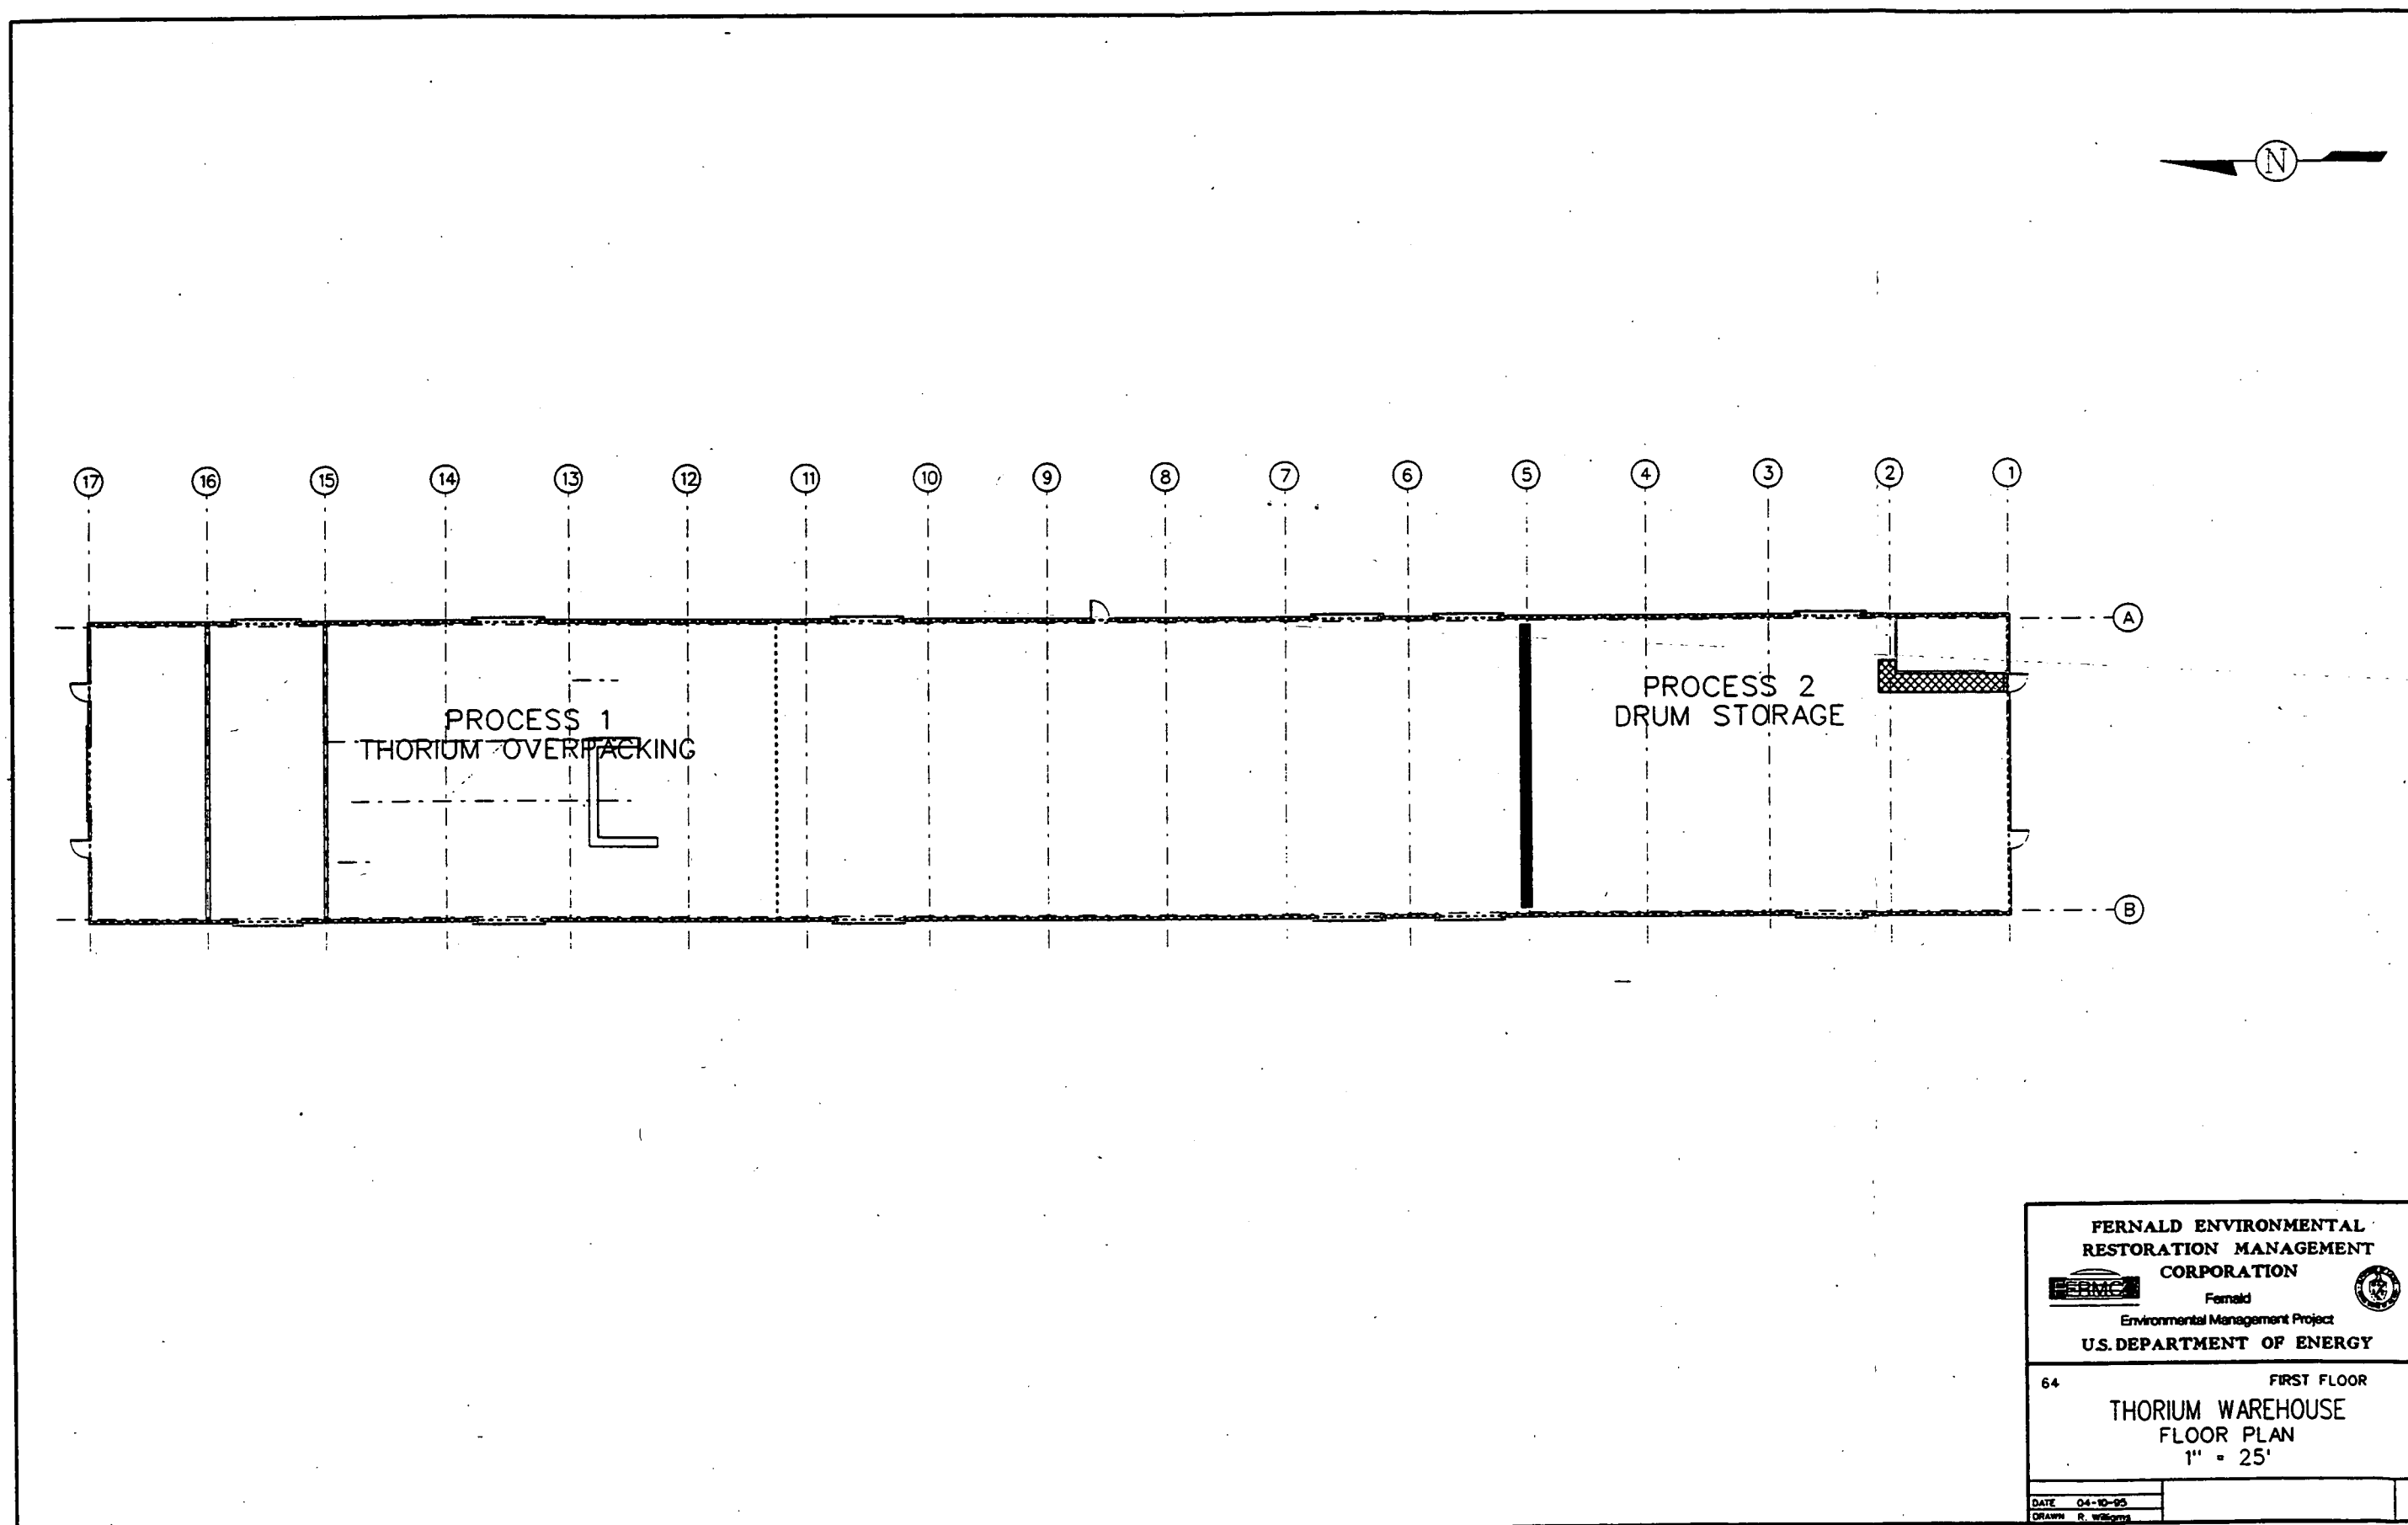 N
17 16 15 14 13 12 11 10 9 8 7 6 5 4 3 2 1
A
PROCESS 1
THORIUM OVERPACKING
PROCESS 2
DRUM STORAGE
B
FERNALD ENVIRONMENTAL
RESTORATION MANAGEMENT
CORPORATION
FERMCO
Fernald
Environmental Management Project
U.S. DEPARTMENT OF ENERGY
64 FIRST FLOOR
THORIUM WAREHOUSE
FLOOR PLAN
1" = 25'
DATE 04-10-95
DRAWN R. Williams